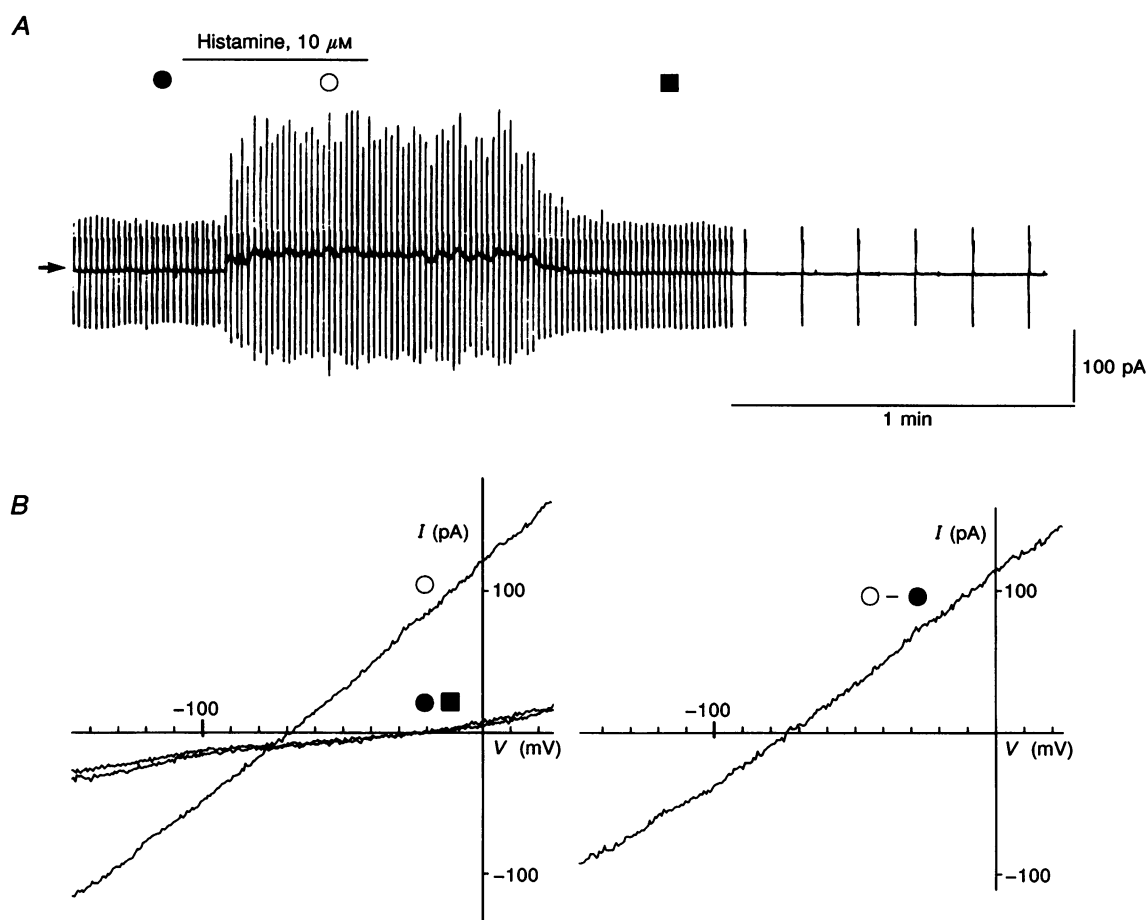 A
Histamine, 10 μM
100 pA
1 min
B
I (pA)
100
−100
V (mV)
−100
I (pA)
○ – ●
100
−100
V (mV)
−100